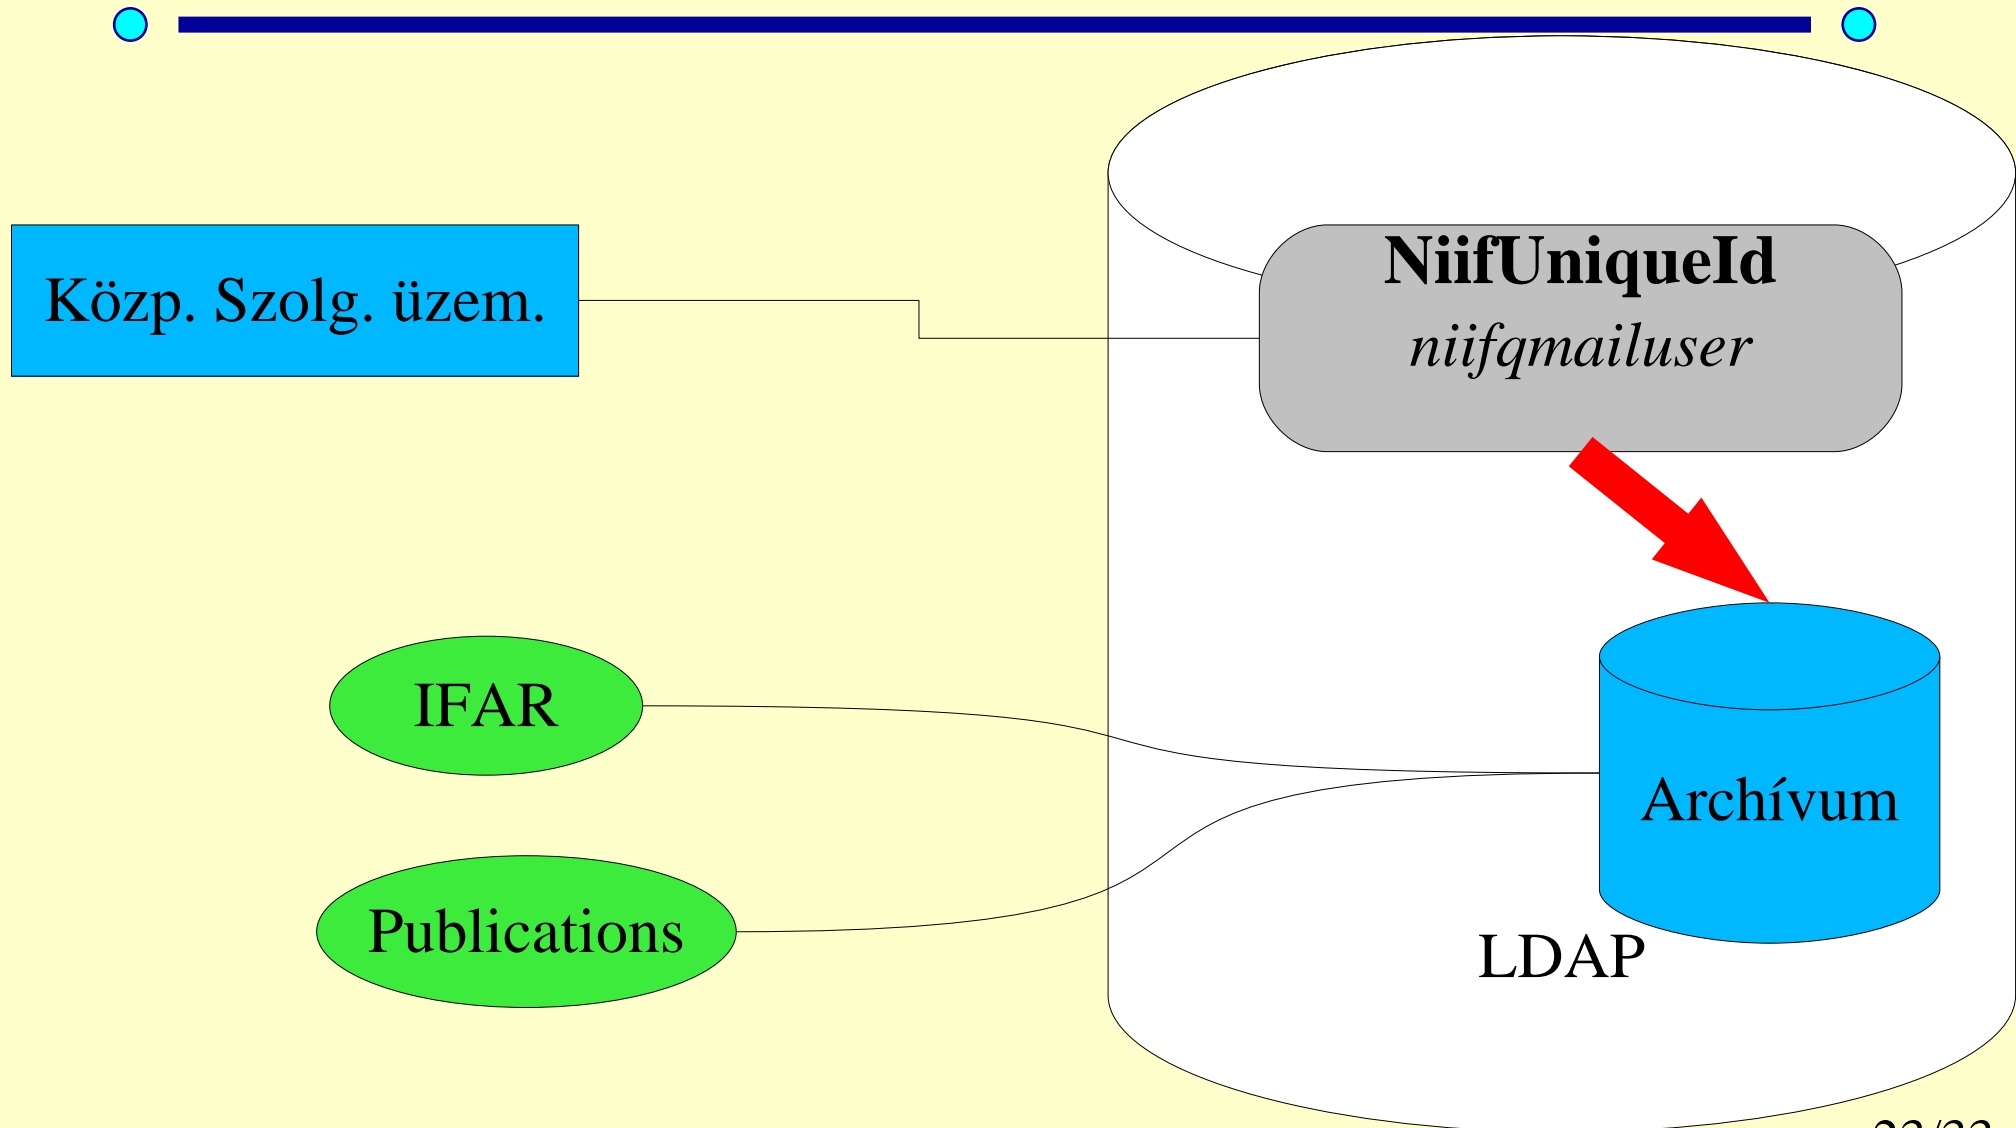 Közp. Szolg. üzem.
NiifUniqueId
niifqmailuser
IFAR
Archívum
Publications
LDAP